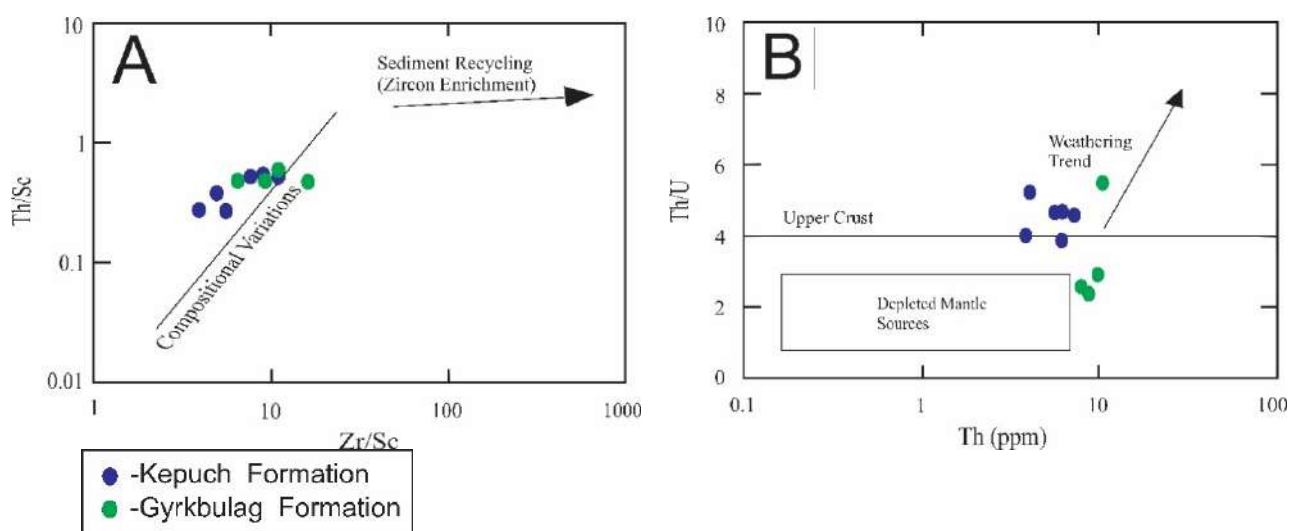 A
10
1
0.1
0.01
Th/Sc
Sediment Recycling
(Zircon Enrichment)
Compositional Variations
1
10
100
1000
Zr/Sc
B
10
8
6
4
2
0
Th/U
Weathering
Trend
Upper Crust
Depleted Mantle
Sources
0.1
1
10
100
Th (ppm)
-Kepuch Formation
-Gyrkbulag Formation